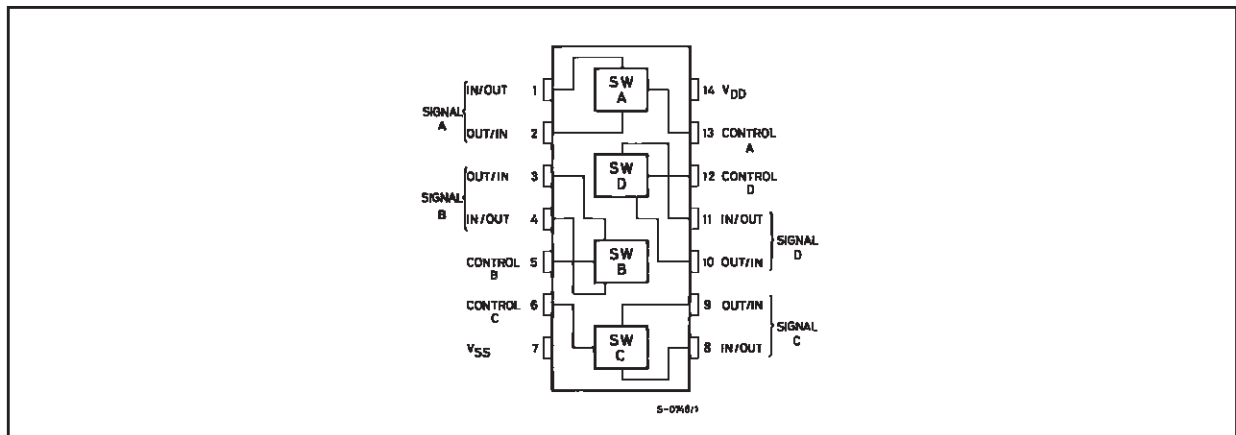 IN/OUT 1
SIGNAL A
OUT/IN 2
OUT/IN 3
SIGNAL B
IN/OUT 4
CONTROL B 5
CONTROL C 6
VSS 7
SW A
SW D
SW B
SW C
14 VDD
13 CONTROL A
12 CONTROL D
11 IN/OUT
SIGNAL D
10 OUT/IN
9 OUT/IN
SIGNAL C
8 IN/OUT